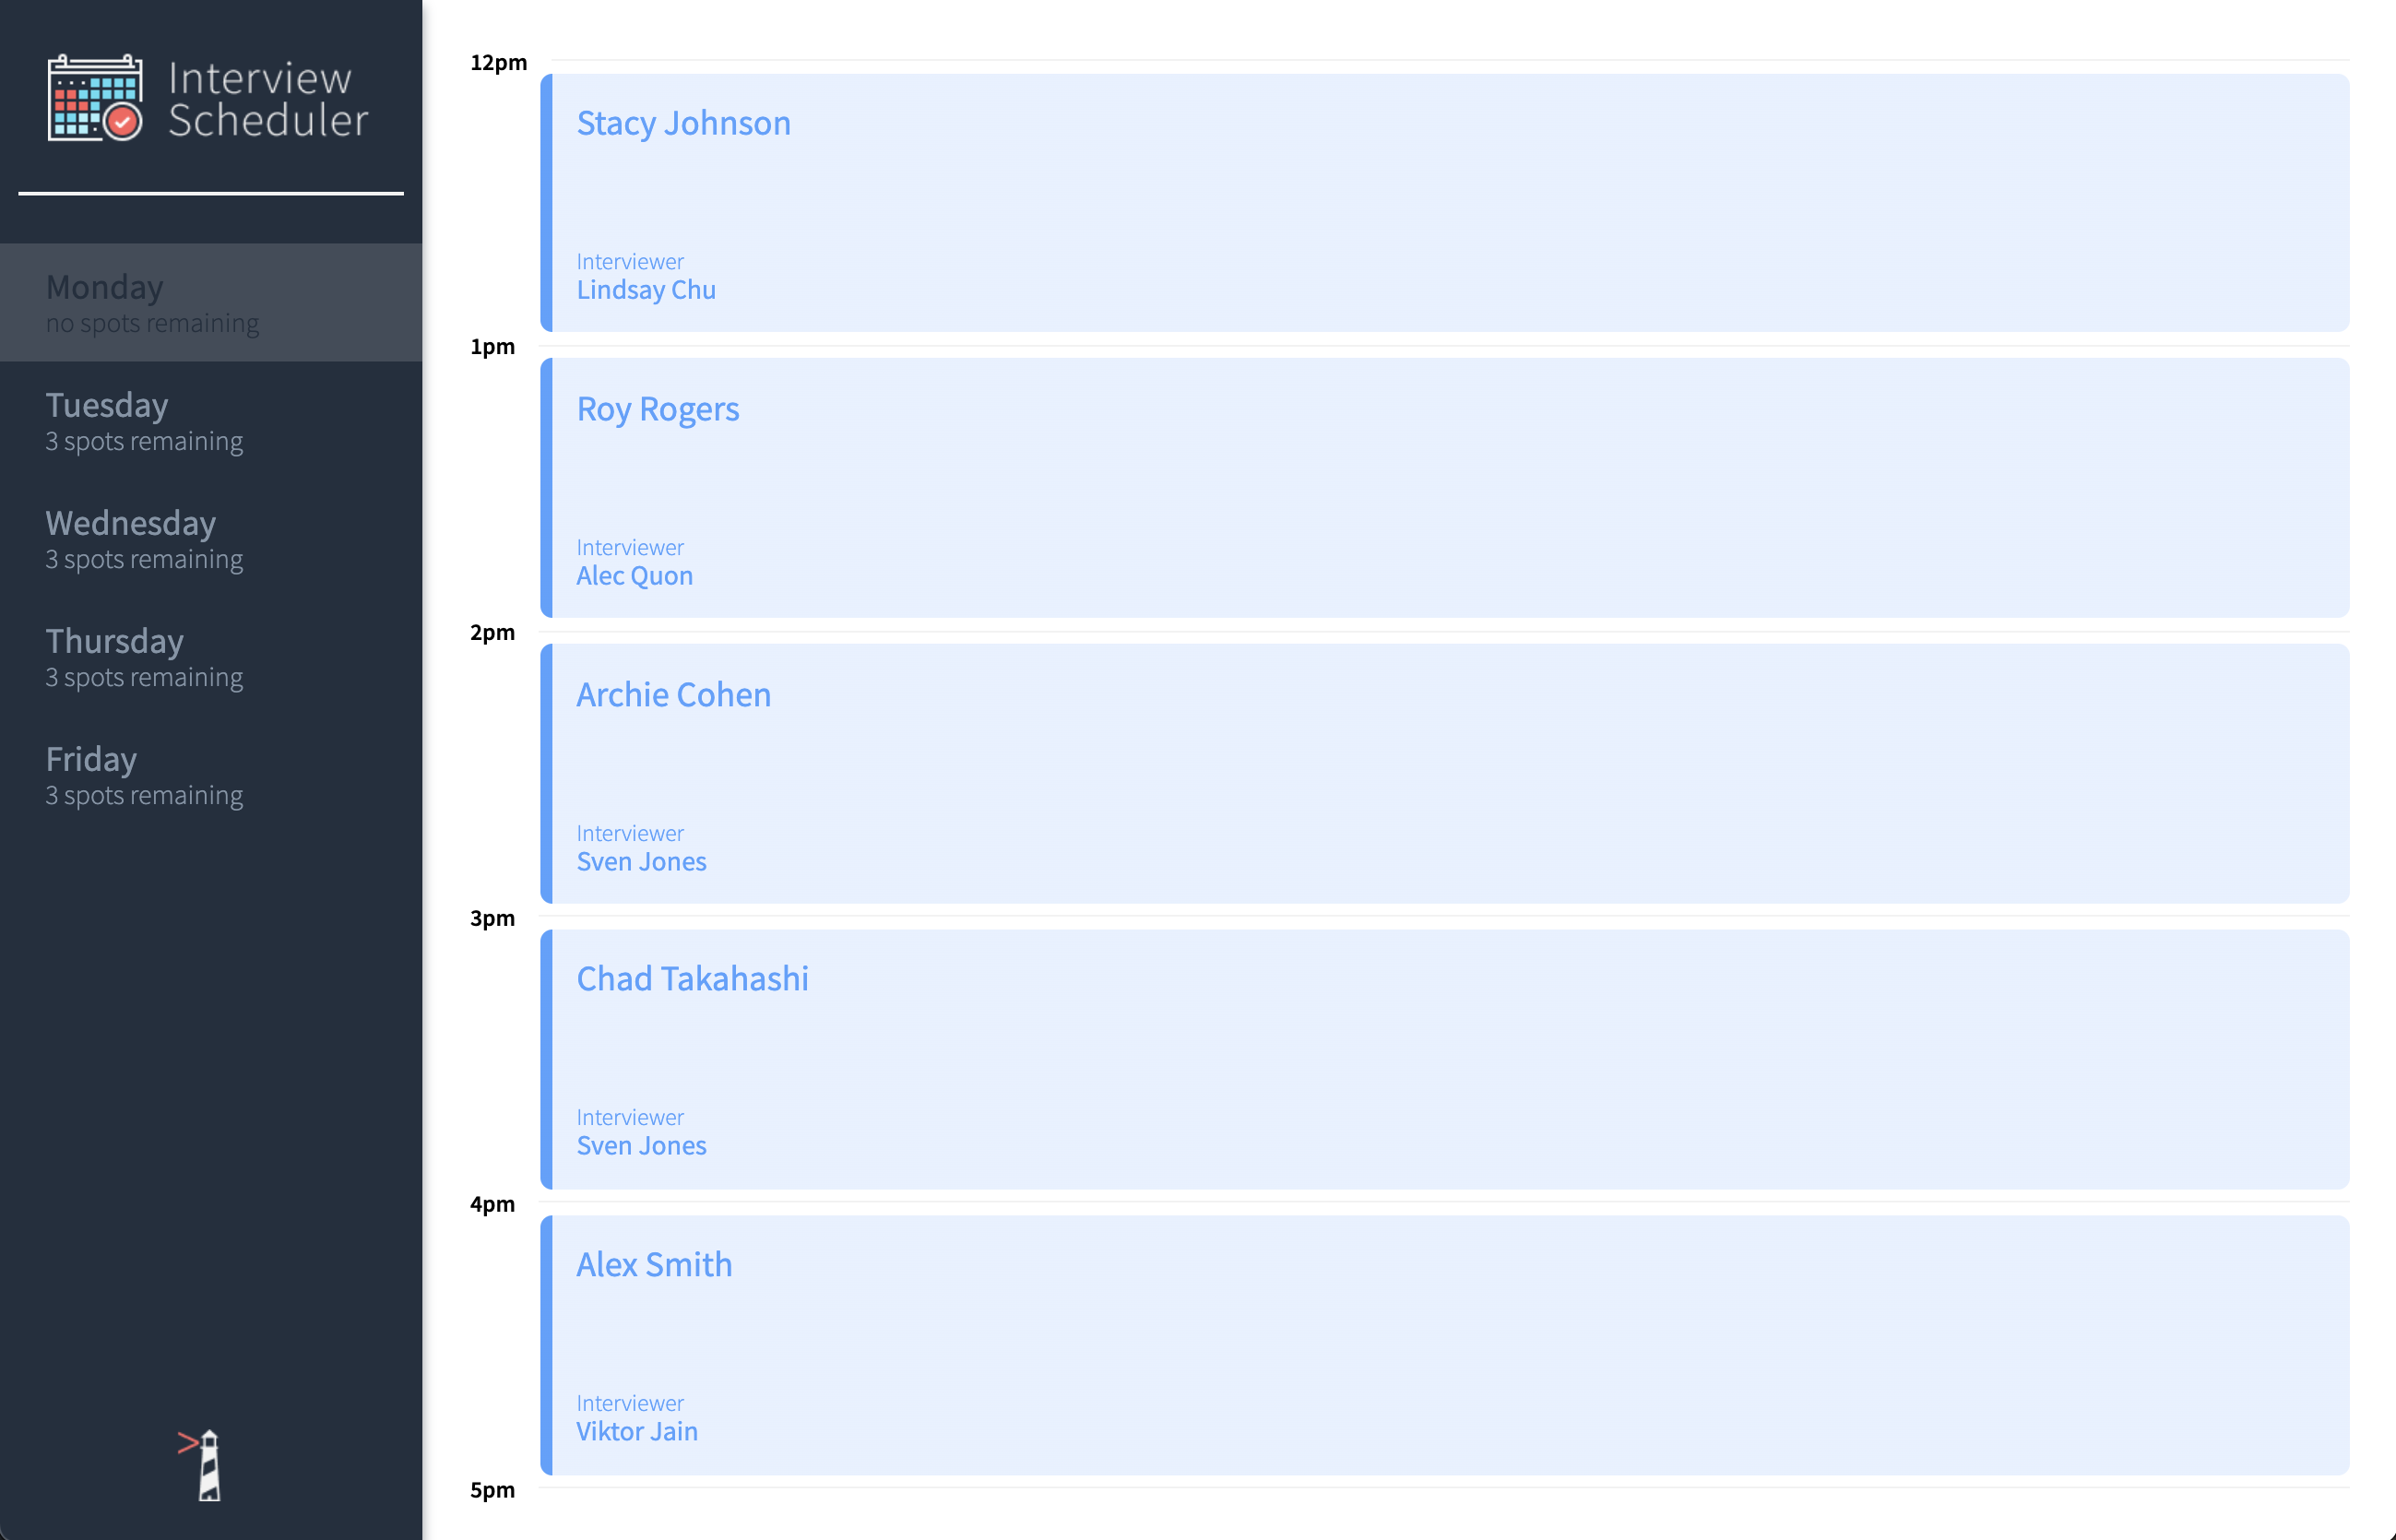 Interview
Scheduler
Monday
no spots remaining
Tuesday
3 spots remaining
Wednesday
3 spots remaining
Thursday
3 spots remaining
Friday
3 spots remaining
12pm
Stacy Johnson
Interviewer
Lindsay Chu
1pm
Roy Rogers
Interviewer
Alec Quon
2pm
Archie Cohen
Interviewer
Sven Jones
3pm
Chad Takahashi
Interviewer
Sven Jones
4pm
Alex Smith
Interviewer
Viktor Jain
5pm